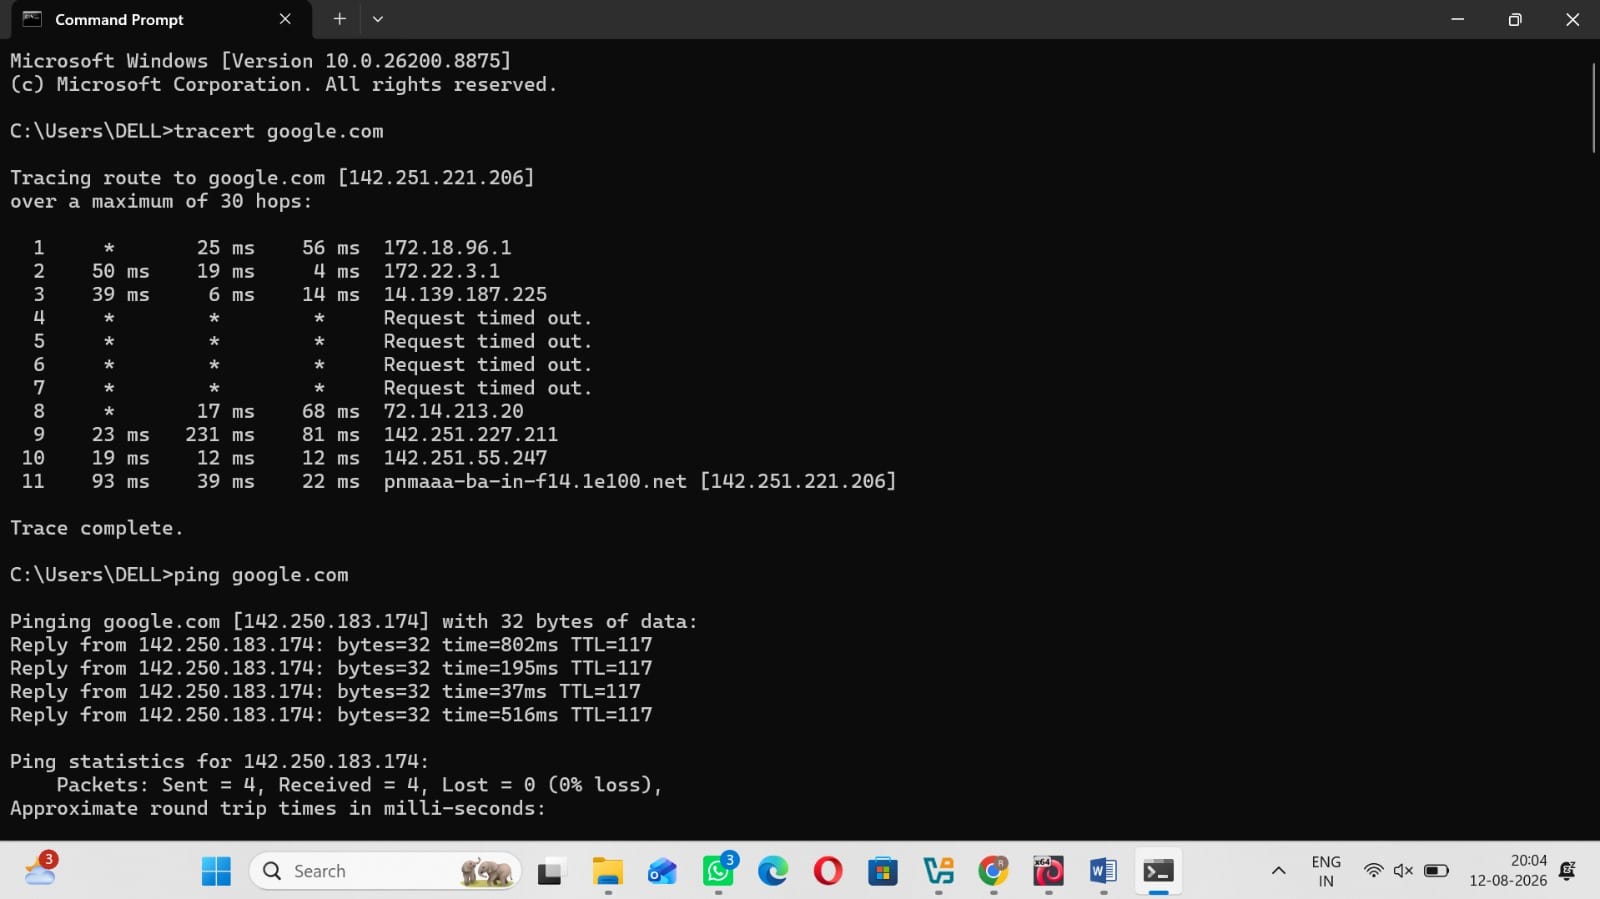 Command Prompt
Microsoft Windows [Version 10.0.26200.8875]
(c) Microsoft Corporation. All rights reserved.
C:\Users\DELL>tracert google.com
Tracing route to google.com [142.251.221.206]
over a maximum of 30 hops:
1 * 25 ms 56 ms 172.18.96.1
2 50 ms 19 ms 4 ms 172.22.3.1
3 39 ms 6 ms 14 ms 14.139.187.225
4 * * * Request timed out.
5 * * * Request timed out.
6 * * * Request timed out.
7 * * * Request timed out.
8 * 17 ms 68 ms 72.14.213.20
9 23 ms 231 ms 81 ms 142.251.227.211
10 19 ms 12 ms 12 ms 142.251.55.247
11 93 ms 39 ms 22 ms pnmaaa-ba-in-f14.1e100.net [142.251.221.206]
Trace complete.
C:\Users\DELL>ping google.com
Pinging google.com [142.250.183.174] with 32 bytes of data:
Reply from 142.250.183.174: bytes=32 time=802ms TTL=117
Reply from 142.250.183.174: bytes=32 time=195ms TTL=117
Reply from 142.250.183.174: bytes=32 time=37ms TTL=117
Reply from 142.250.183.174: bytes=32 time=516ms TTL=117
Ping statistics for 142.250.183.174:
Packets: Sent = 4, Received = 4, Lost = 0 (0% loss),
Approximate round trip times in milli-seconds:
3
Search
3
R
x64
ENG
IN
20:04
12-08-2026